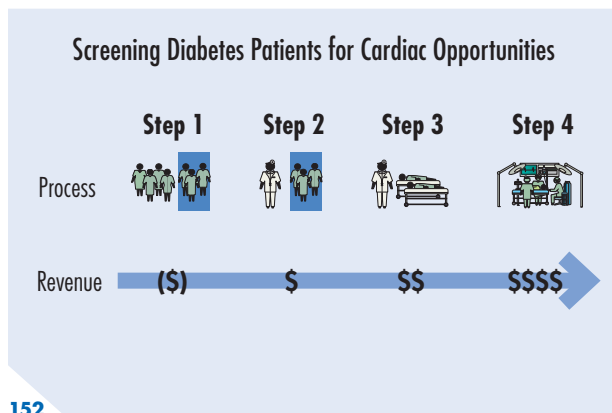 Screening Diabetes Patients for Cardiac Opportunities
Step 1 Step 2 Step 3 Step 4
Process
Revenue ($) $ $$ $$$$
152